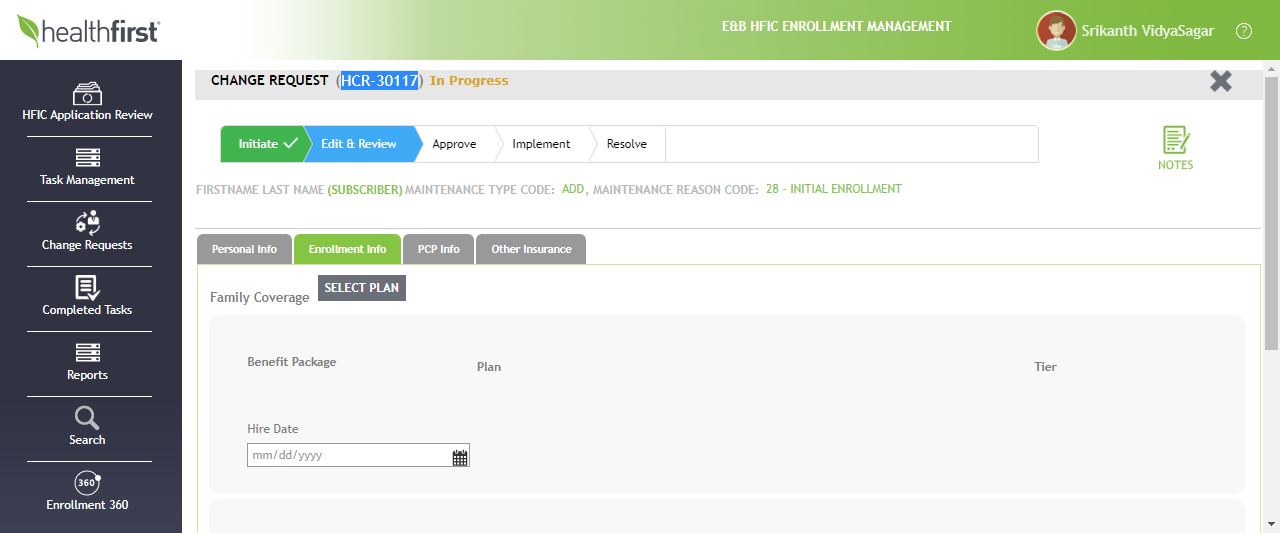 healthfirst
E&B HFIC ENROLLMENT MANAGEMENT
Srikanth VidyaSagar
?
HFIC Application Review
Task Management
Change Requests
Completed Tasks
Reports
Search
360
Enrollment 360
CHANGE REQUEST (HCR-30117) In Progress
Initiate
Edit & Review
Approve
Implement
Resolve
NOTES
FIRSTNAME LAST NAME (SUBSCRIBER) MAINTENANCE TYPE CODE: ADD, MAINTENANCE REASON CODE: 28 - INITIAL ENROLLMENT
Personal Info
Enrollment Info
PCP Info
Other Insurance
Family Coverage
SELECT PLAN
Benefit Package
Plan
Tier
Hire Date
mm/dd/yyyy